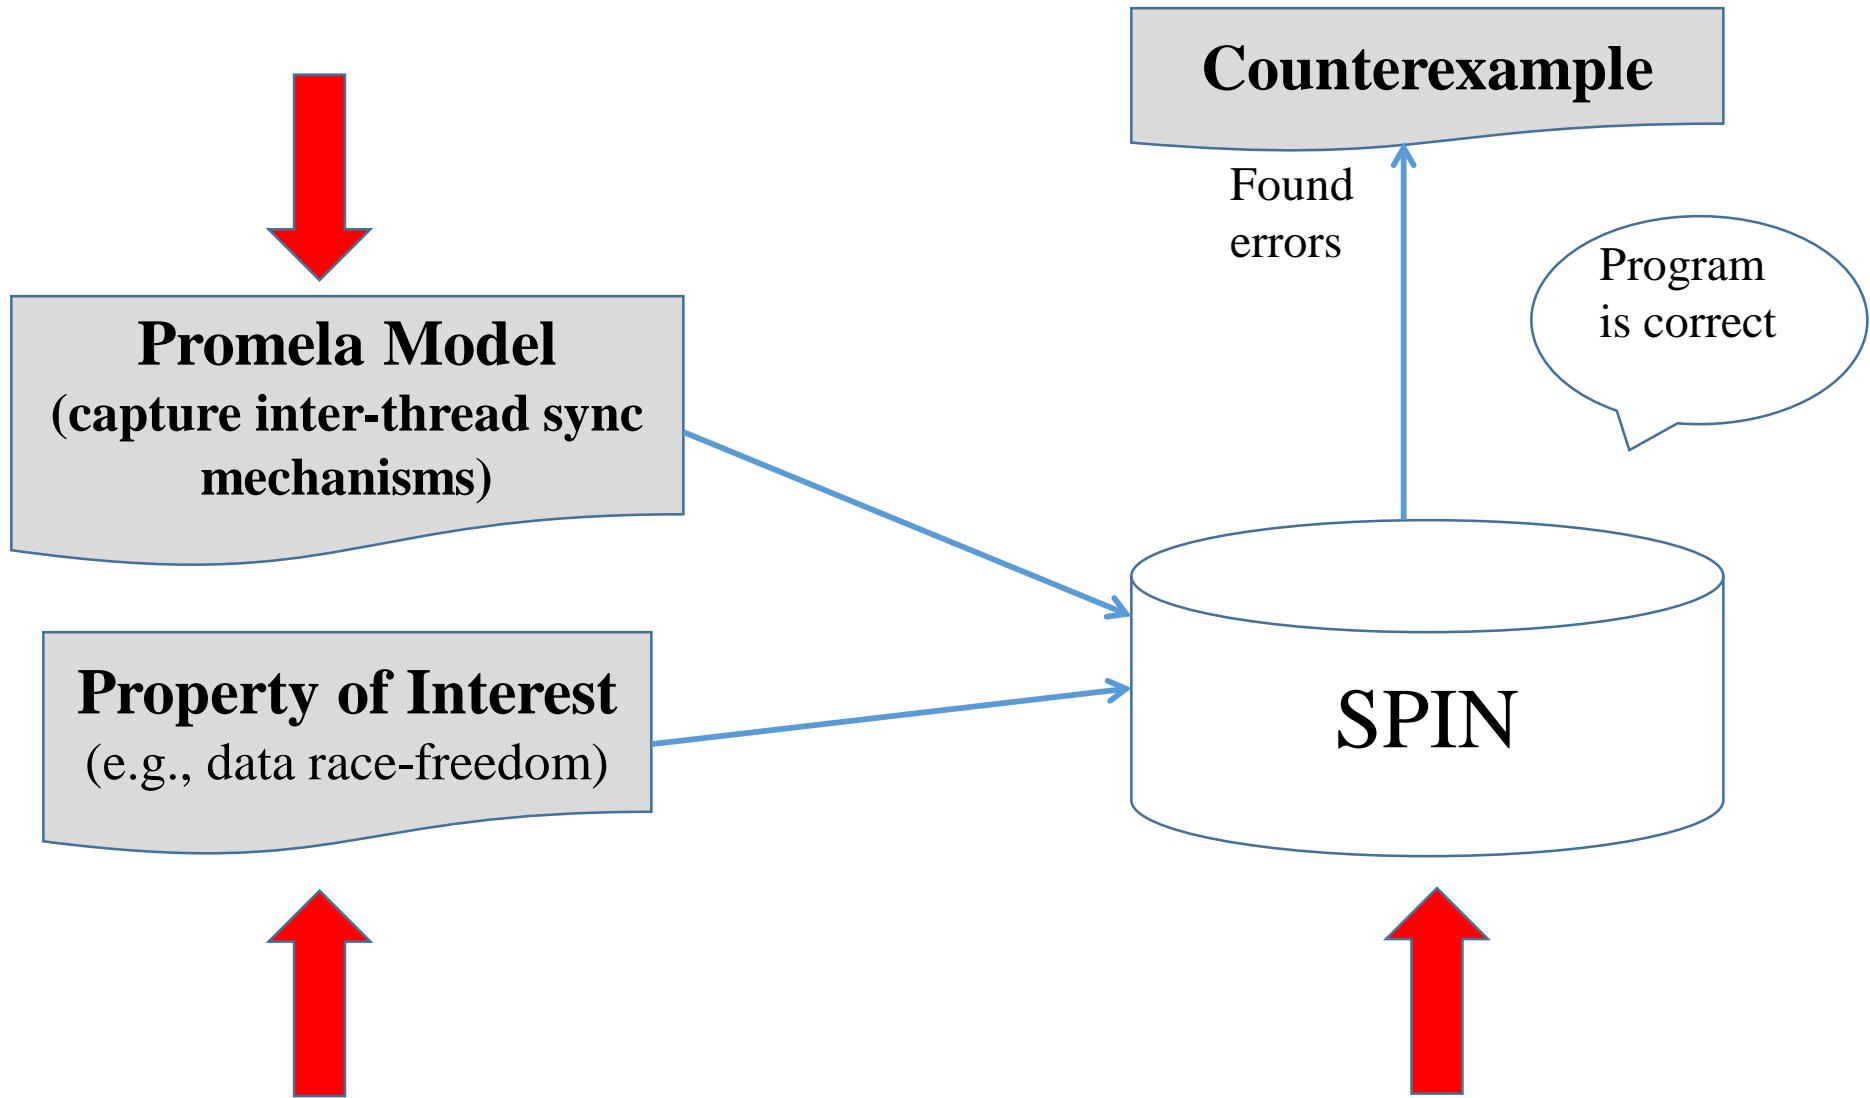 Counterexample
Found
errors
Program
is correct
Promela Model
(capture inter-thread sync
mechanisms)
Property of Interest
(e.g., data race-freedom)
SPIN